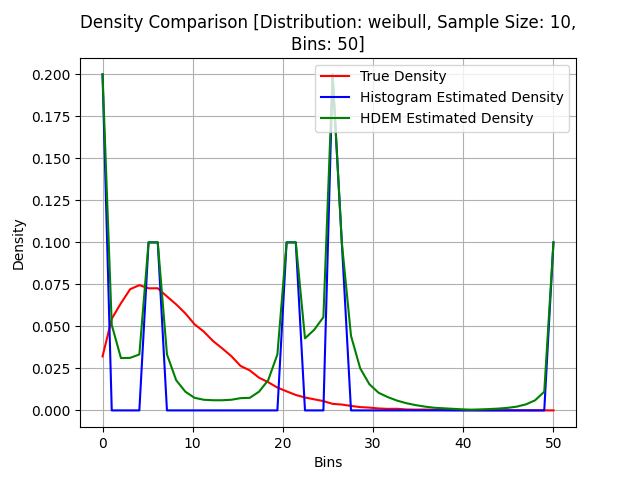 Density Comparison [Distribution: weibull, Sample Size: 10,
Bins: 50]
True Density
Histogram Estimated Density
HDEM Estimated Density
Density
0.200
0.175
0.150
0.125
0.100
0.075
0.050
0.025
0.000
0 10 20 30 40 50
Bins